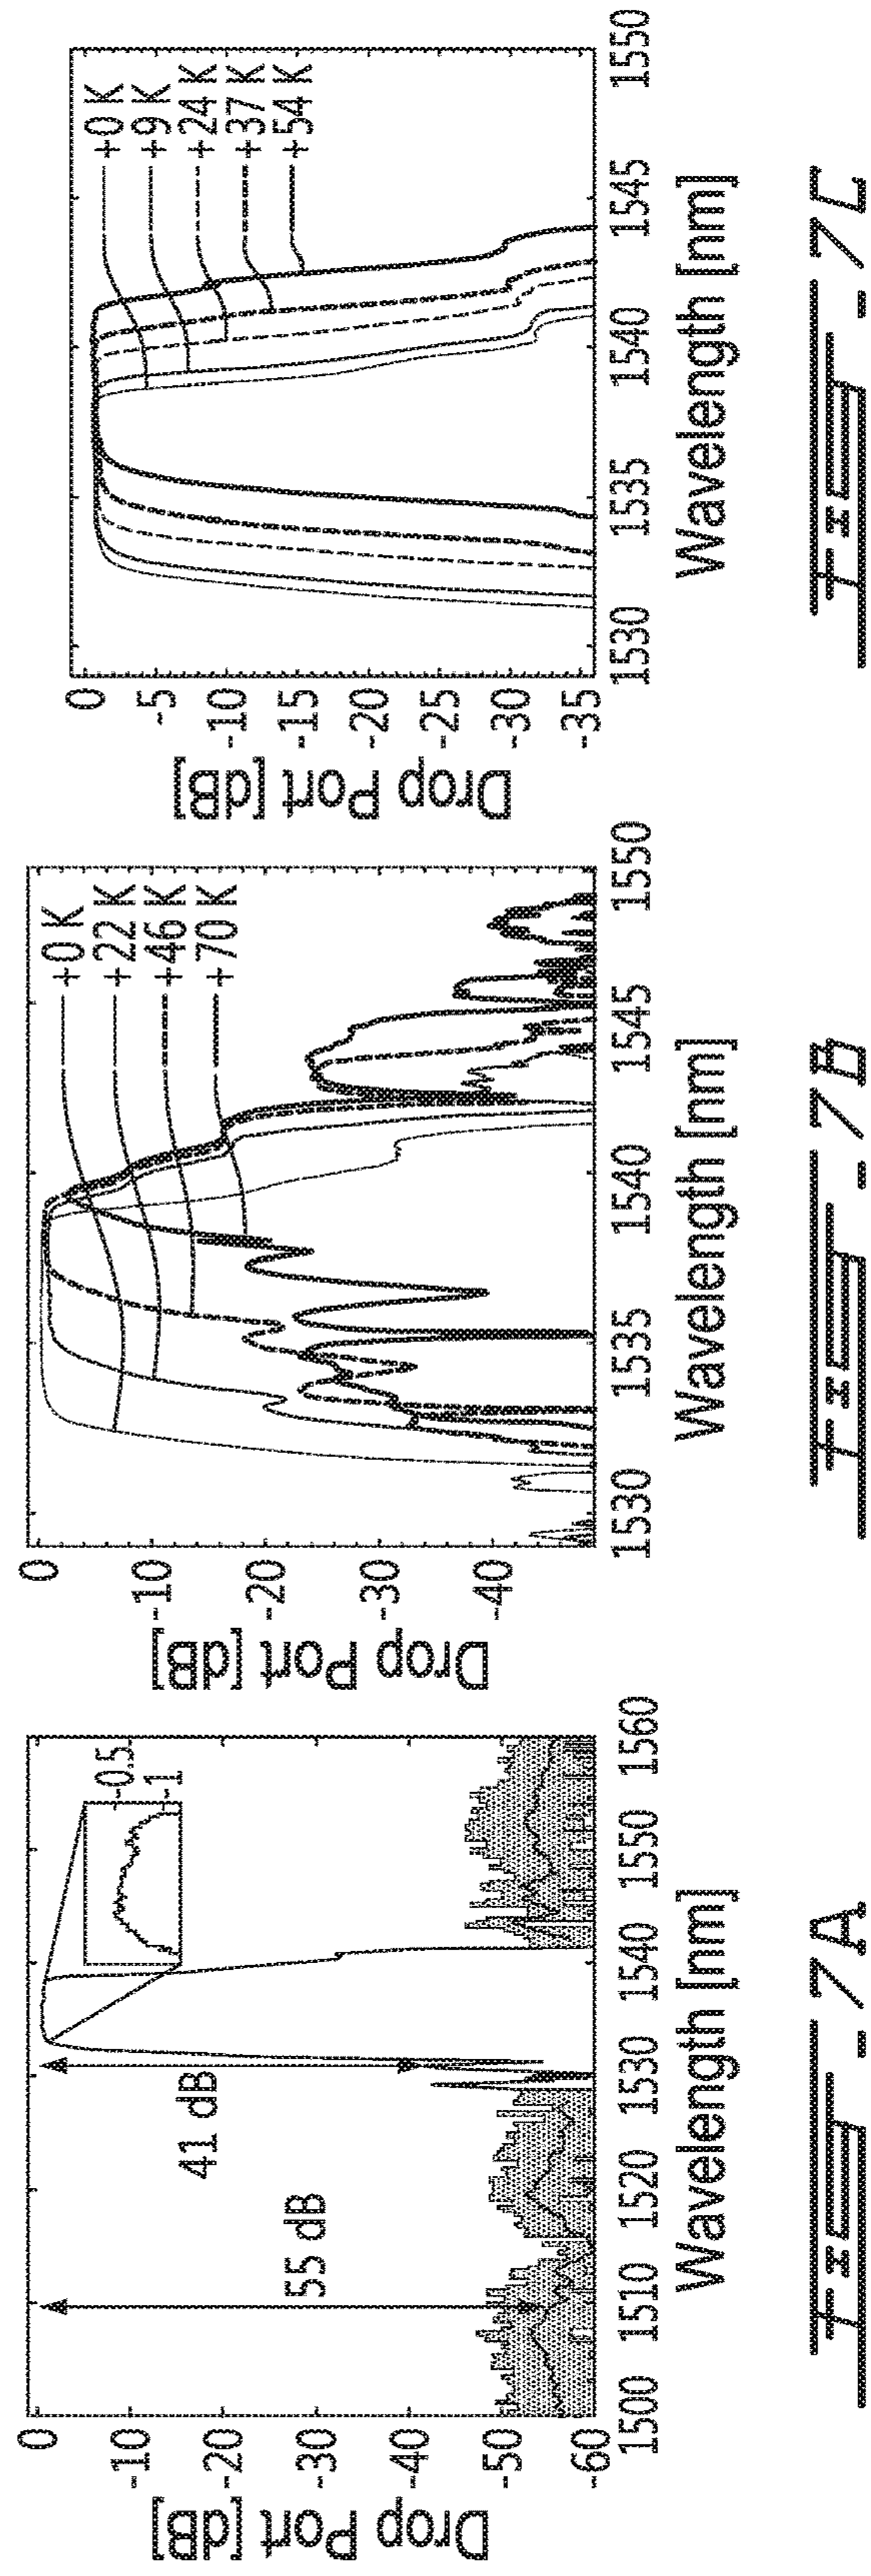 0
-10
-20
-30
-40
-50
-60
Drop Port [dB]
55 dB
41 dB
-0.5
-1
1500 1510 1520 1530 1540 1550 1560
Wavelength [nm]
FIG - 7A
0
-10
-20
-30
-40
Drop Port [dB]
+0 K
+22 K
+46 K
+70 K
1530 1535 1540 1545 1550
Wavelength [nm]
FIG - 7B
0
-5
-10
-15
-20
-25
-30
-35
Drop Port [dB]
+0 K
+9 K
+24 K
+37 K
+54 K
1530 1535 1540 1545 1550
Wavelength [nm]
FIG - 7C